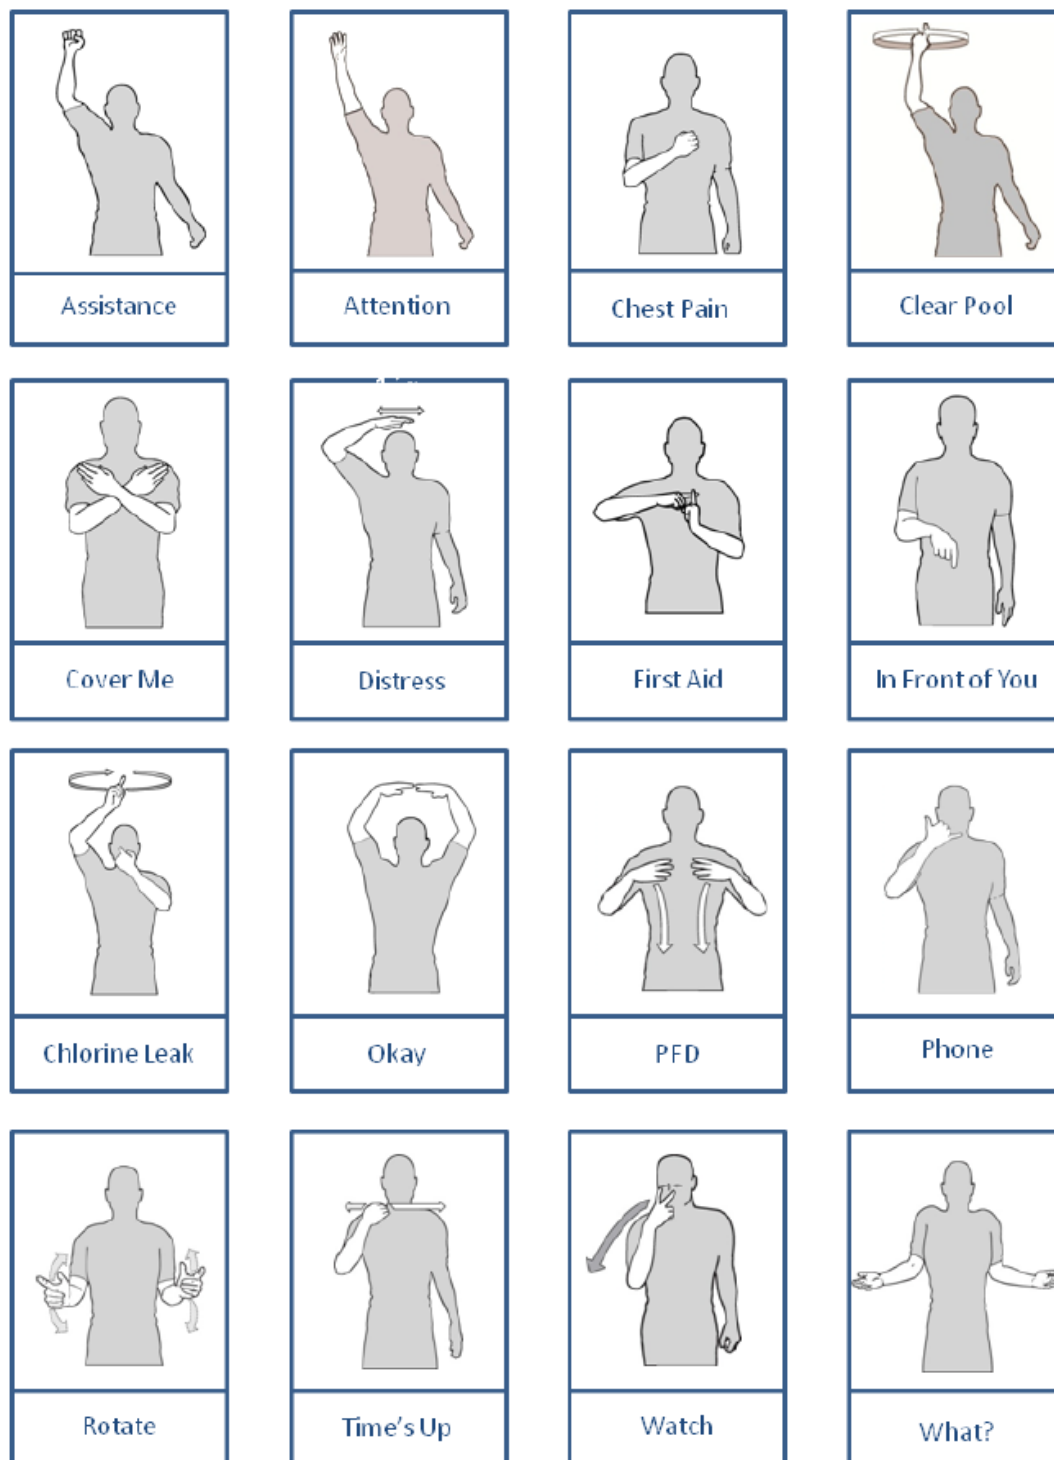 Assistance
Attention
Chest Pain
Clear Pool
Cover Me
Distress
First Aid
In Front of You
Chlorine Leak
Okay
PFD
Phone
Rotate
Time's Up
Watch
What?